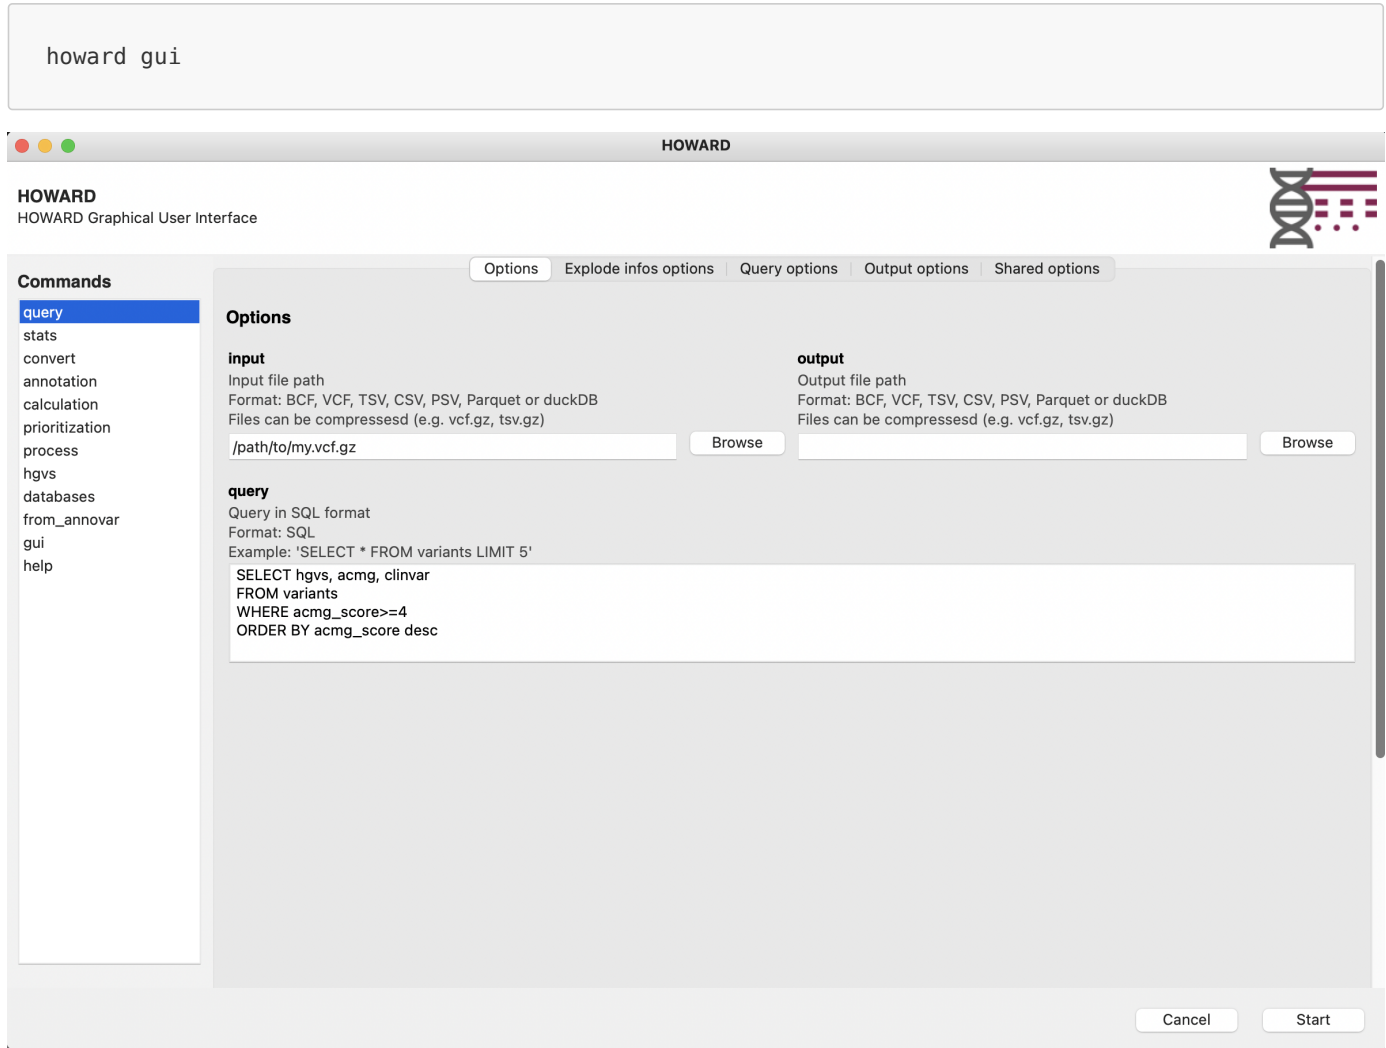 howard gui
HOWARD
HOWARD
HOWARD Graphical User Interface
Commands
query
stats
convert
annotation
calculation
prioritization
process
hgvs
databases
from_annovar
gui
help
Options Explode infos options Query options Output options Shared options
Options
input
Input file path
Format: BCF, VCF, TSV, CSV, PSV, Parquet or duckDB
Files can be compressesd (e.g. vcf.gz, tsv.gz)
/path/to/my.vcf.gz
Browse
output
Output file path
Format: BCF, VCF, TSV, CSV, PSV, Parquet or duckDB
Files can be compressesd (e.g. vcf.gz, tsv.gz)
Browse
query
Query in SQL format
Format: SQL
Example: 'SELECT * FROM variants LIMIT 5'
SELECT hgvs, acmg, clinvar
FROM variants
WHERE acmg_score>=4
ORDER BY acmg_score desc
Cancel
Start